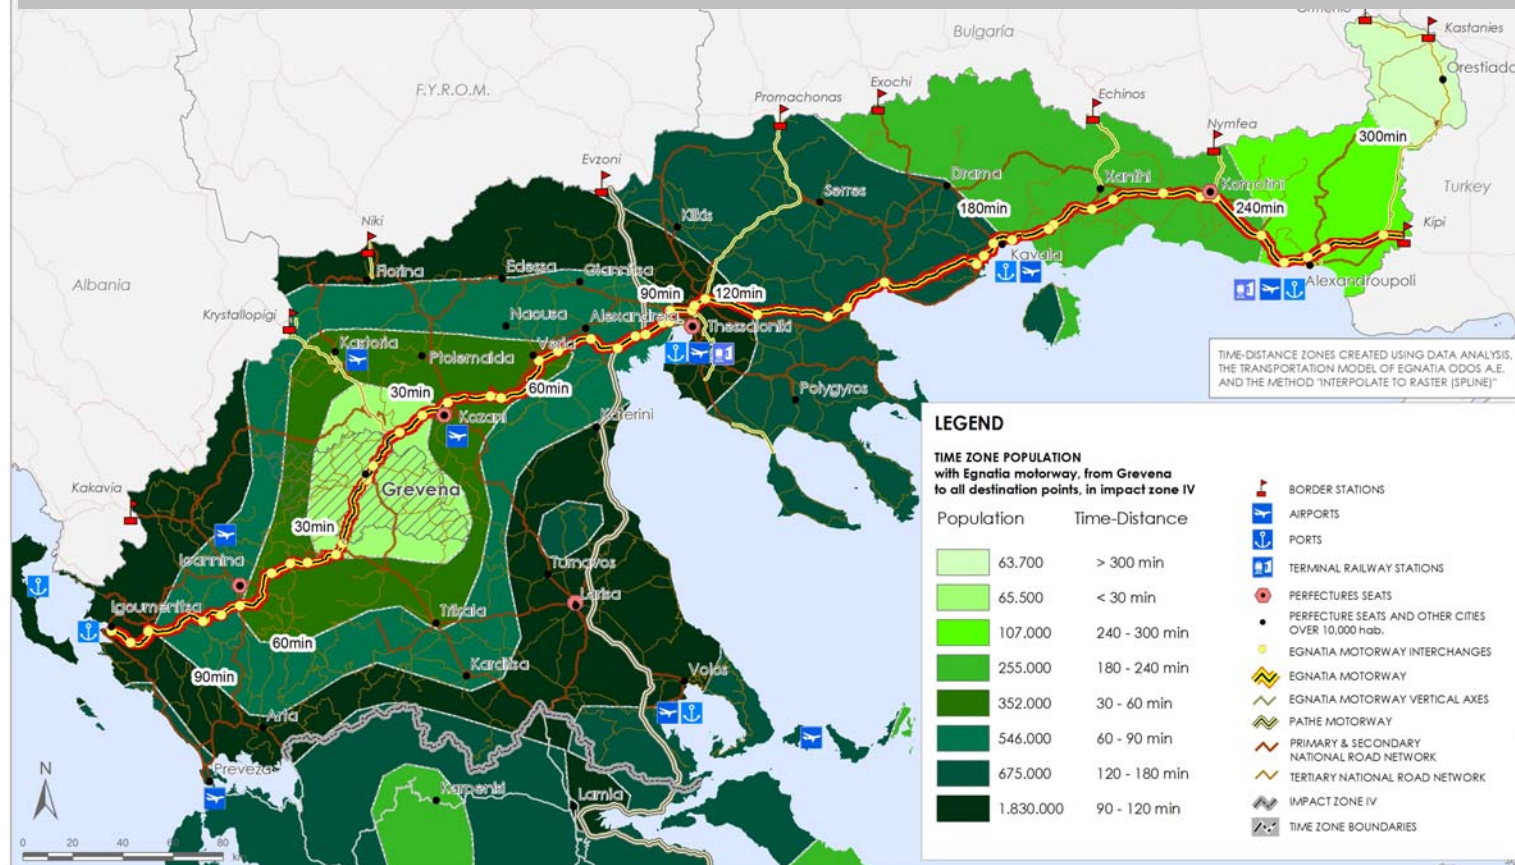 Bulgaria
Kastanies
Orestiada
F.Y.R.O.M.
Exochi
Promachonas
Echinos
Nymfea
300min
Evzoni
Drama
Xanthi
Komotini
Turkey
Serres
180min
240min
Kipi
Niki
Kilkis
Kavala
Florina
Edessa
Giannitsa
Alexandroupoli
Albania
90min
120min
Krystallopigi
Naousa
Alexandreia
Thessaloniki
Kastoria
Ptolemaida
Veria
TIME-DISTANCE ZONES CREATED USING DATA ANALYSIS,
THE TRANSPORTATION MODEL OF EGNATIA ODOS A.E.
AND THE METHOD "INTERPOLATE TO RASTER (SPLINE)"
30min
60min
Polygyros
Kozani
Katerini
Kakavia
Grevena
30min
Ioannina
Tyrnavos
Igoumenitsa
Larisa
Trikala
60min
90min
Karditsa
Volos
Arta
Preveza
Karpenisi
Lamia
N
0 20 40 80
LEGEND
TIME ZONE POPULATION
with Egnatia motorway, from Grevena
to all destination points, in impact zone IV
Population Time-Distance
63.700 > 300 min
65.500 < 30 min
107.000 240 - 300 min
255.000 180 - 240 min
352.000 30 - 60 min
546.000 60 - 90 min
675.000 120 - 180 min
1.830.000 90 - 120 min
BORDER STATIONS
AIRPORTS
PORTS
TERMINAL RAILWAY STATIONS
PERFECTURES SEATS
PERFECTURE SEATS AND OTHER CITIES
OVER 10,000 hab.
EGNATIA MOTORWAY INTERCHANGES
EGNATIA MOTORWAY
EGNATIA MOTORWAY VERTICAL AXES
PATHE MOTORWAY
PRIMARY & SECONDARY
NATIONAL ROAD NETWORK
TERTIARY NATIONAL ROAD NETWORK
IMPACT ZONE IV
TIME ZONE BOUNDARIES